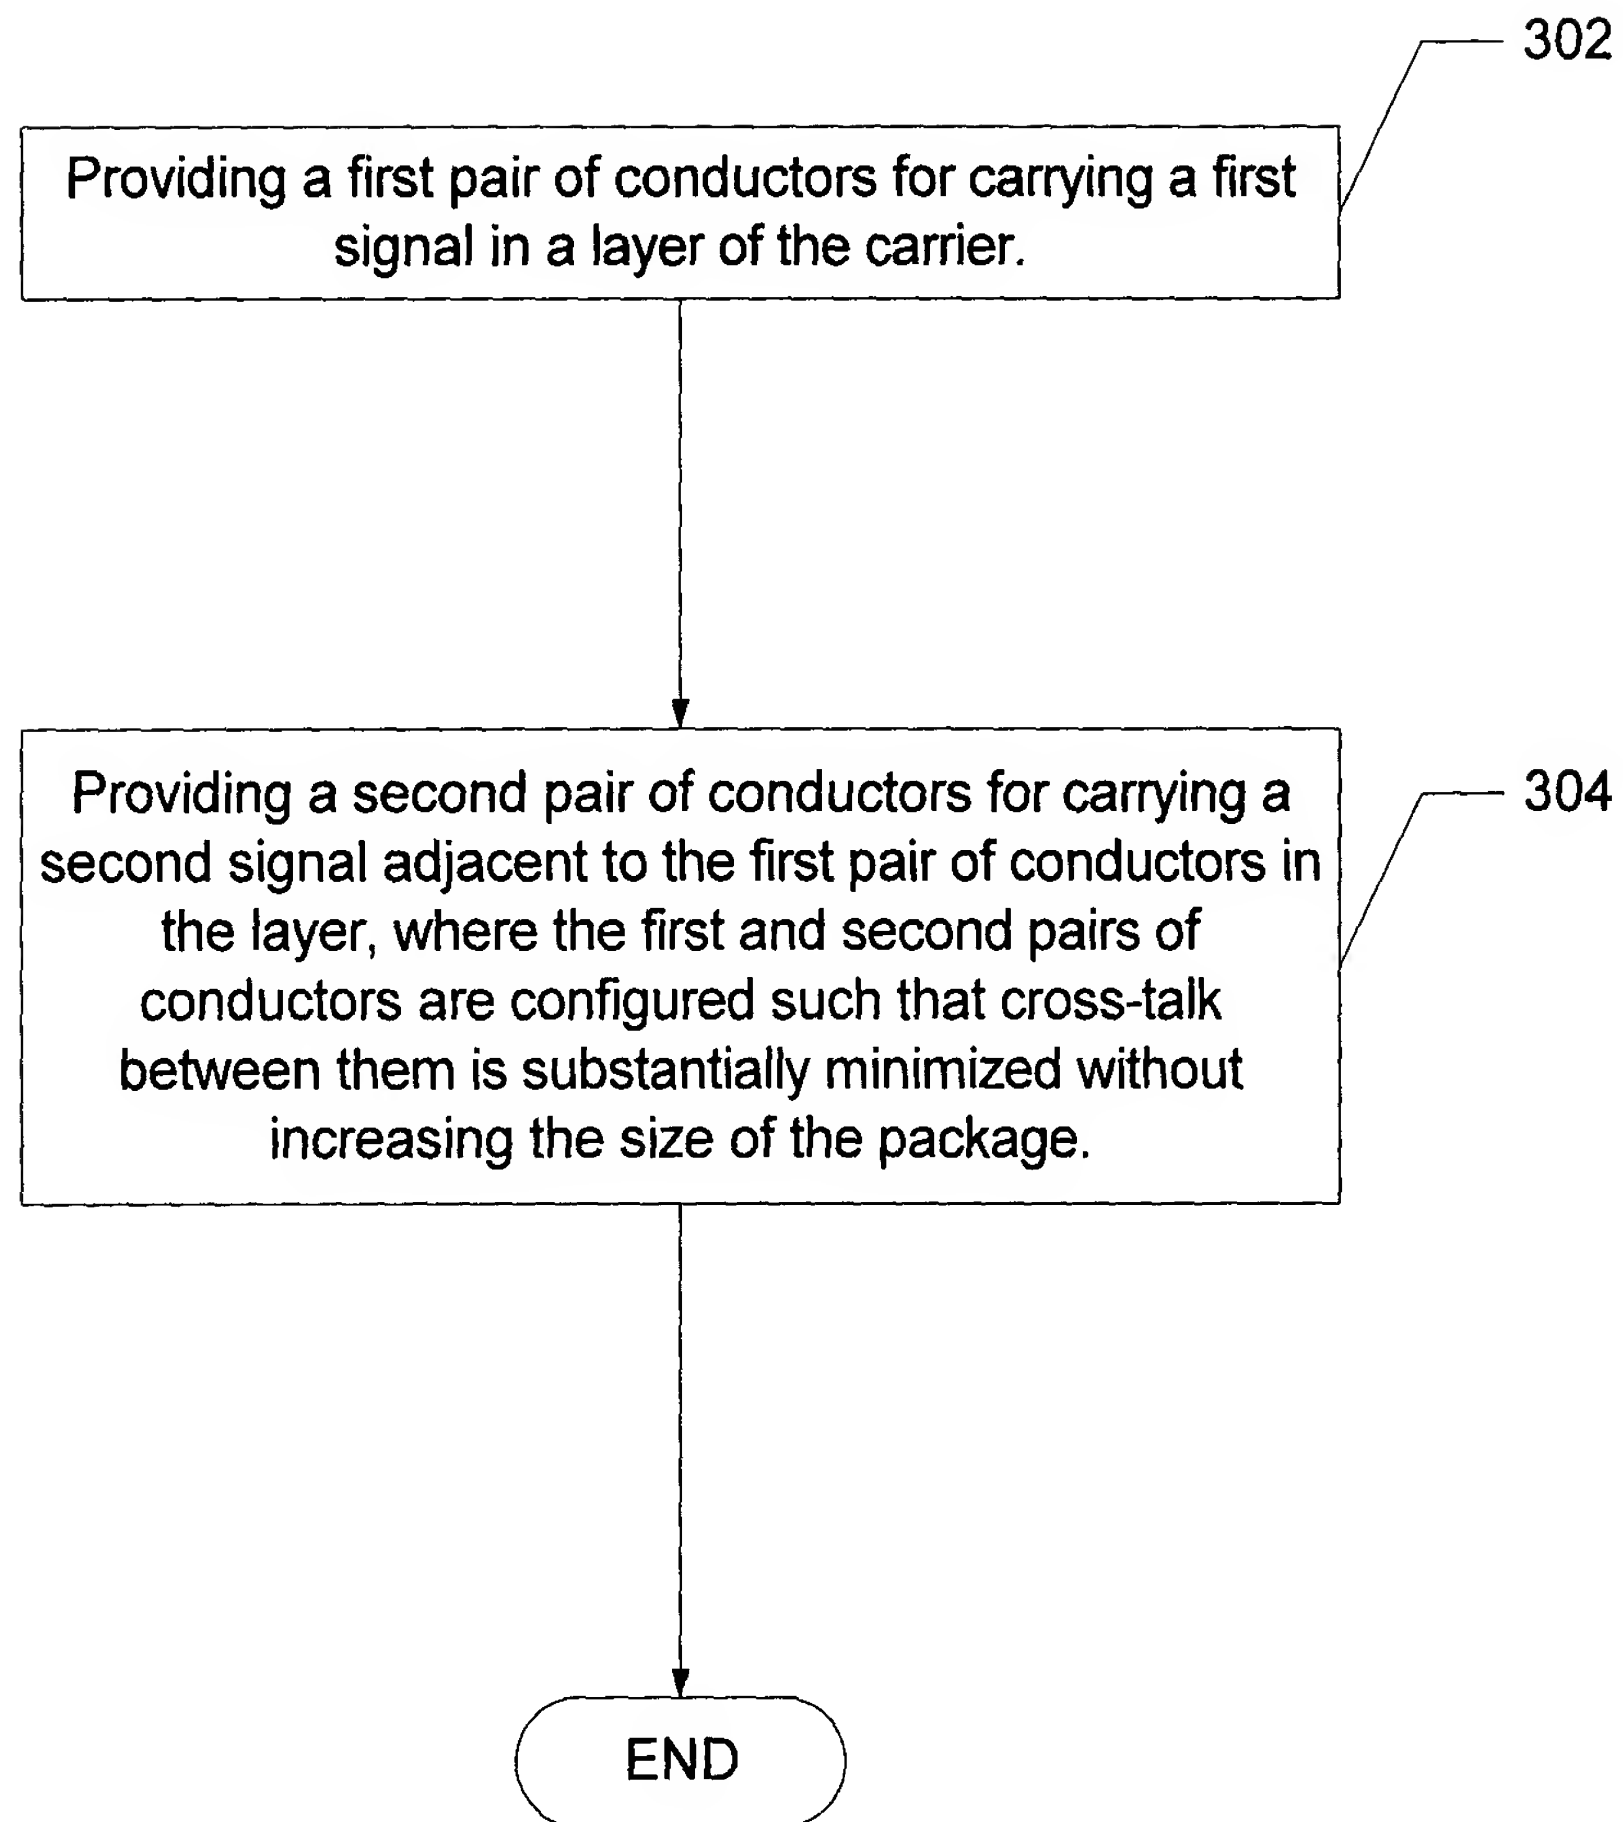 302
Providing a first pair of conductors for carrying a first
signal in a layer of the carrier.
Providing a second pair of conductors for carrying a
second signal adjacent to the first pair of conductors in
the layer, where the first and second pairs of
conductors are configured such that cross-talk
between them is substantially minimized without
increasing the size of the package.
304
END